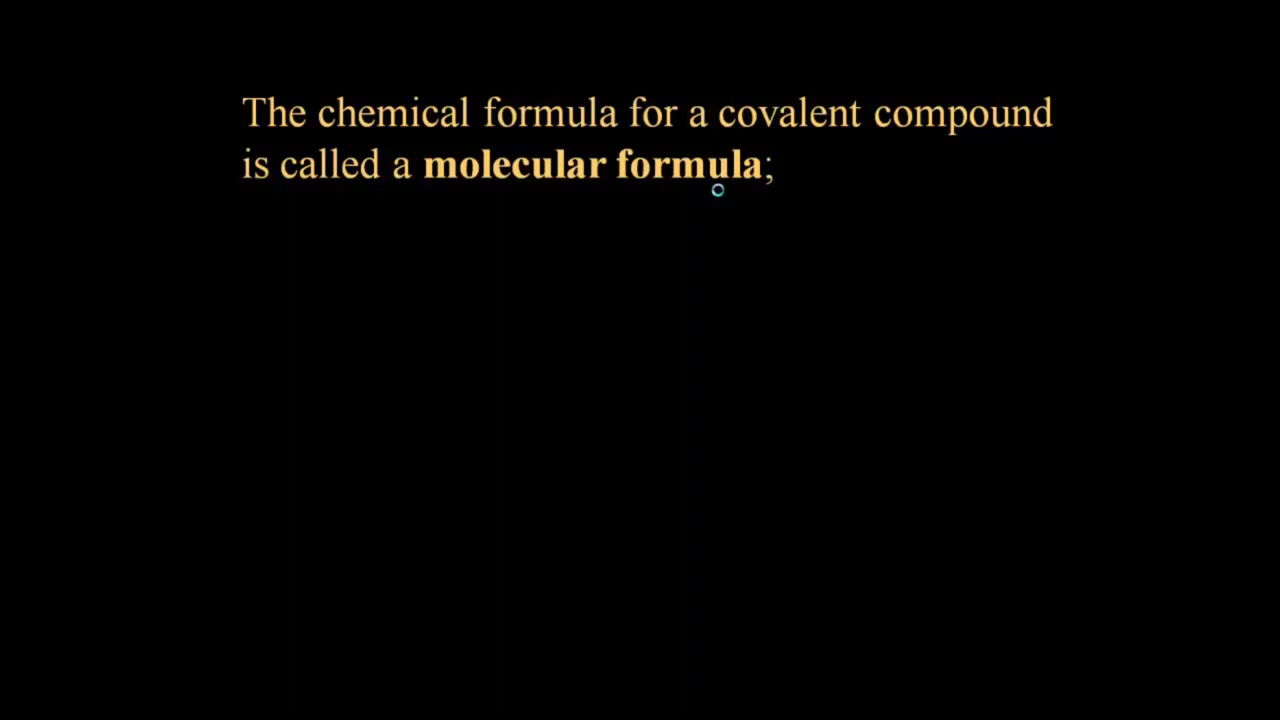 The chemical formula for a covalent compound
is called a molecular formula;